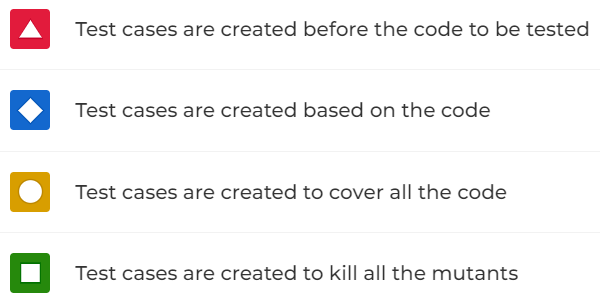 Test cases are created before the code to be tested
Test cases are created based on the code
Test cases are created to cover all the code
Test cases are created to kill all the mutants